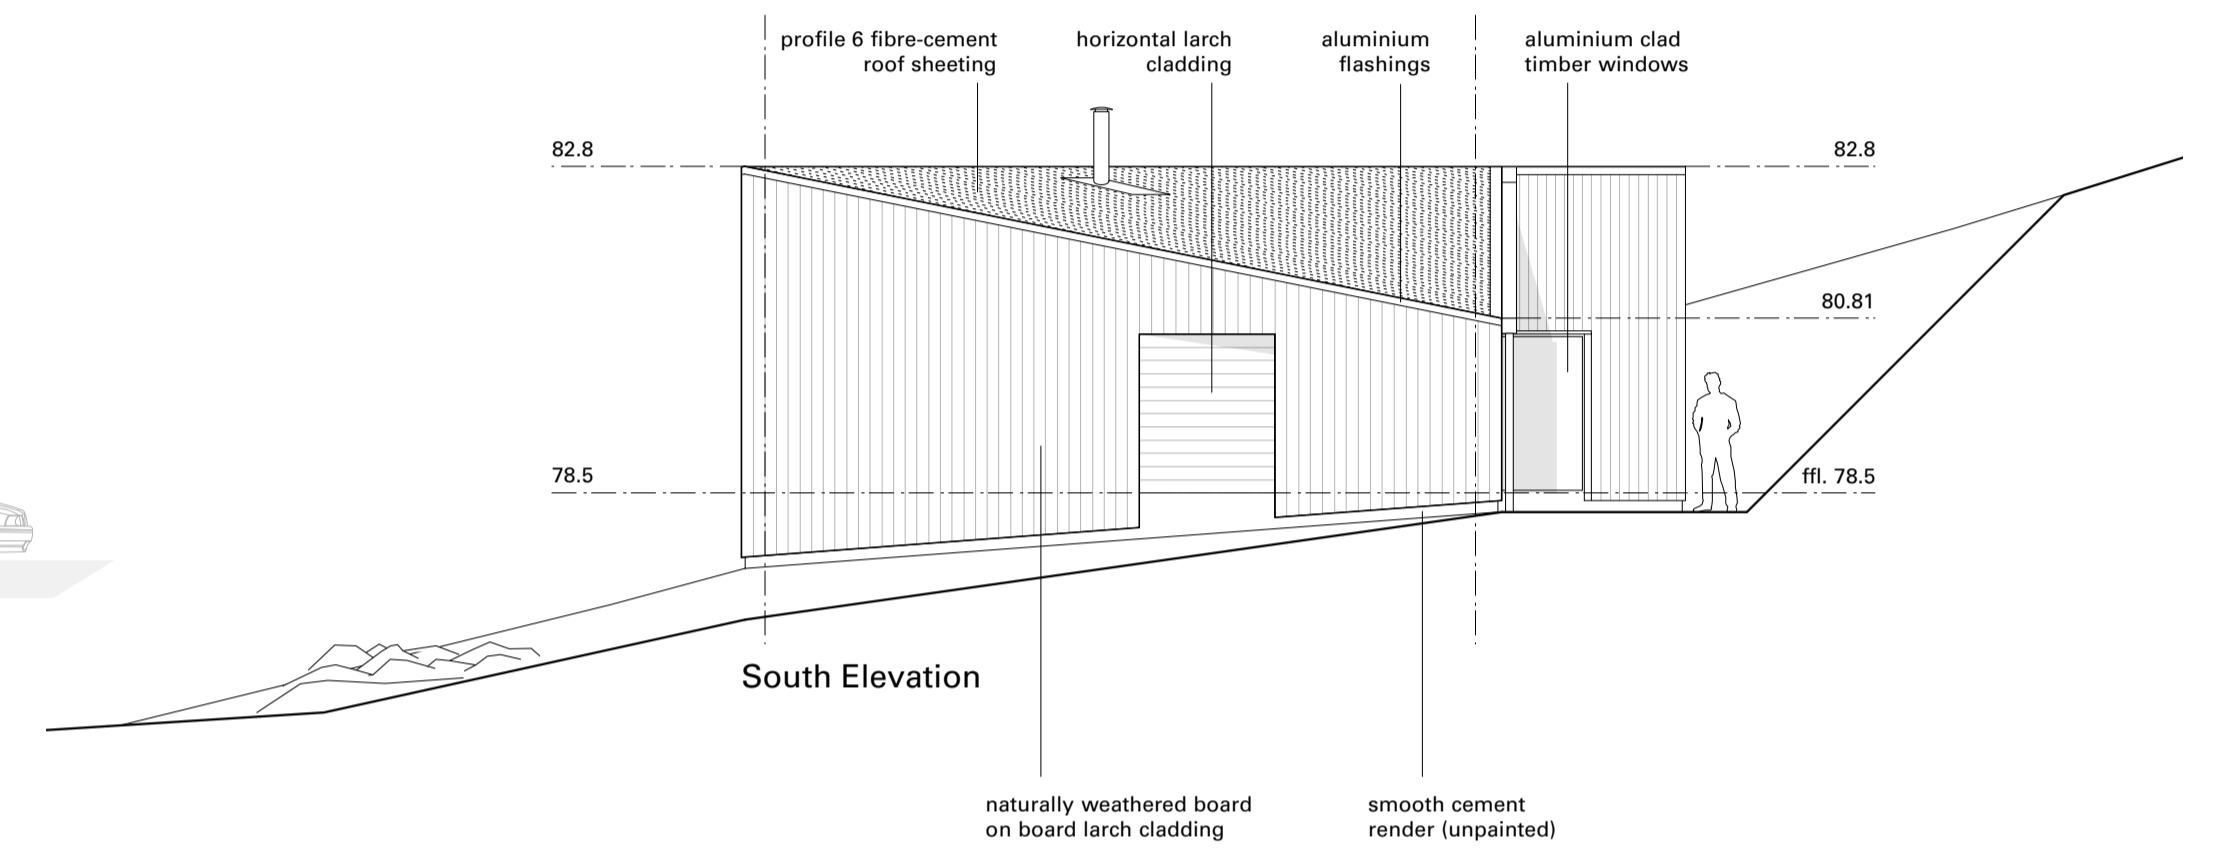 profile 6 fibre-cement
roof sheeting
horizontal larch
cladding
aluminium
flashings
aluminium clad
timber windows
82.8
82.8
80.81
78.5
ffl. 78.5
South Elevation
naturally weathered board
on board larch cladding
smooth cement
render (unpainted)